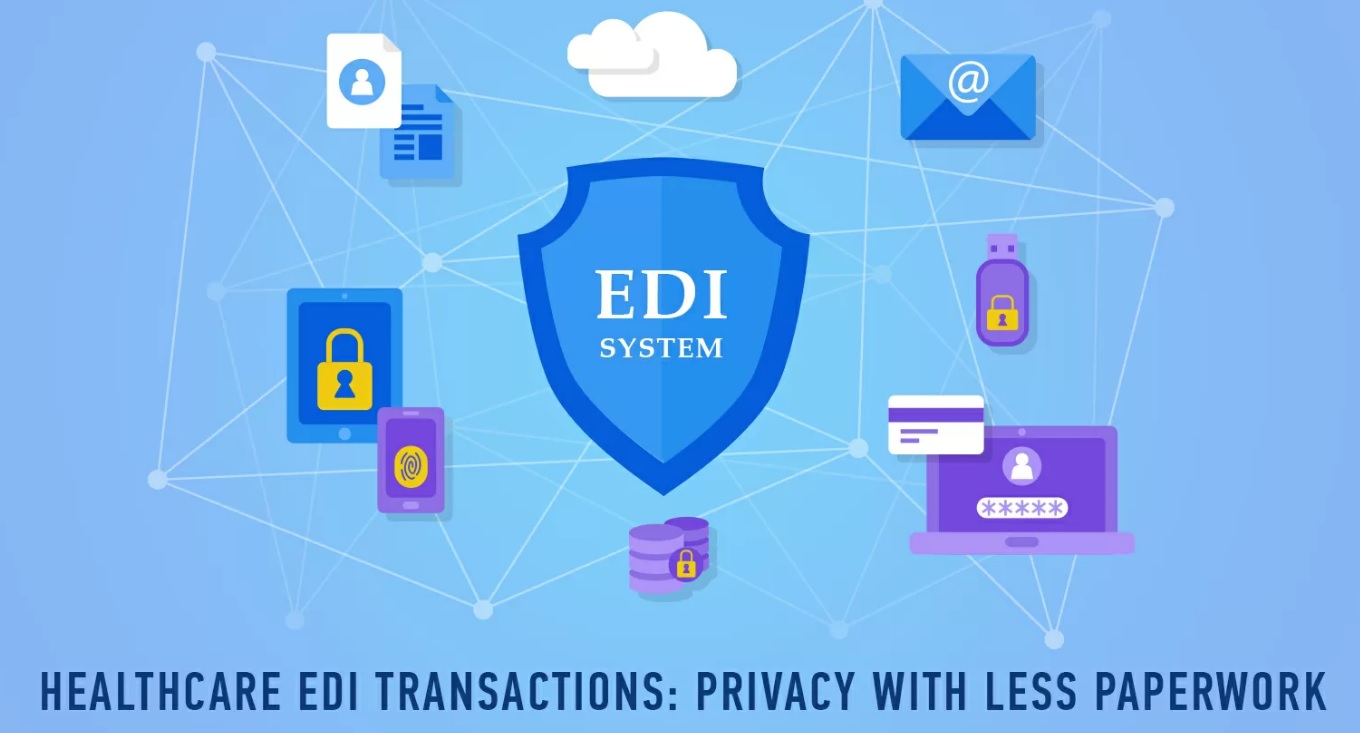 @
EDI
SYSTEM
*****
HEALTHCARE EDI TRANSACTIONS: PRIVACY WITH LESS PAPERWORK